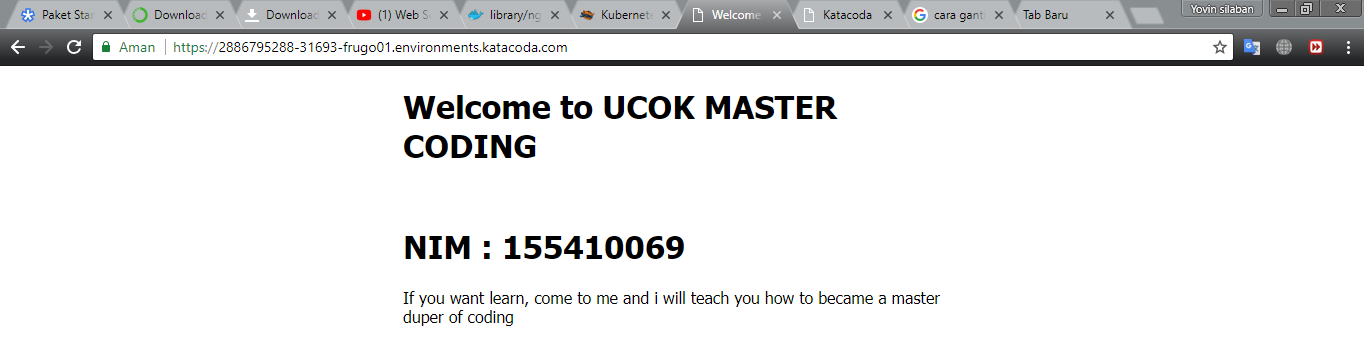 Paket Star
Download
Download
(1) Web S
library/ng
Kubernete
Welcome
Katacoda
cara gant
Tab Baru
Yovin silaban
Aman
https://2886795288-31693-frugo01.environments.katacoda.com
Welcome to UCOK MASTER
CODING
NIM : 155410069
If you want learn, come to me and i will teach you how to became a master
duper of coding